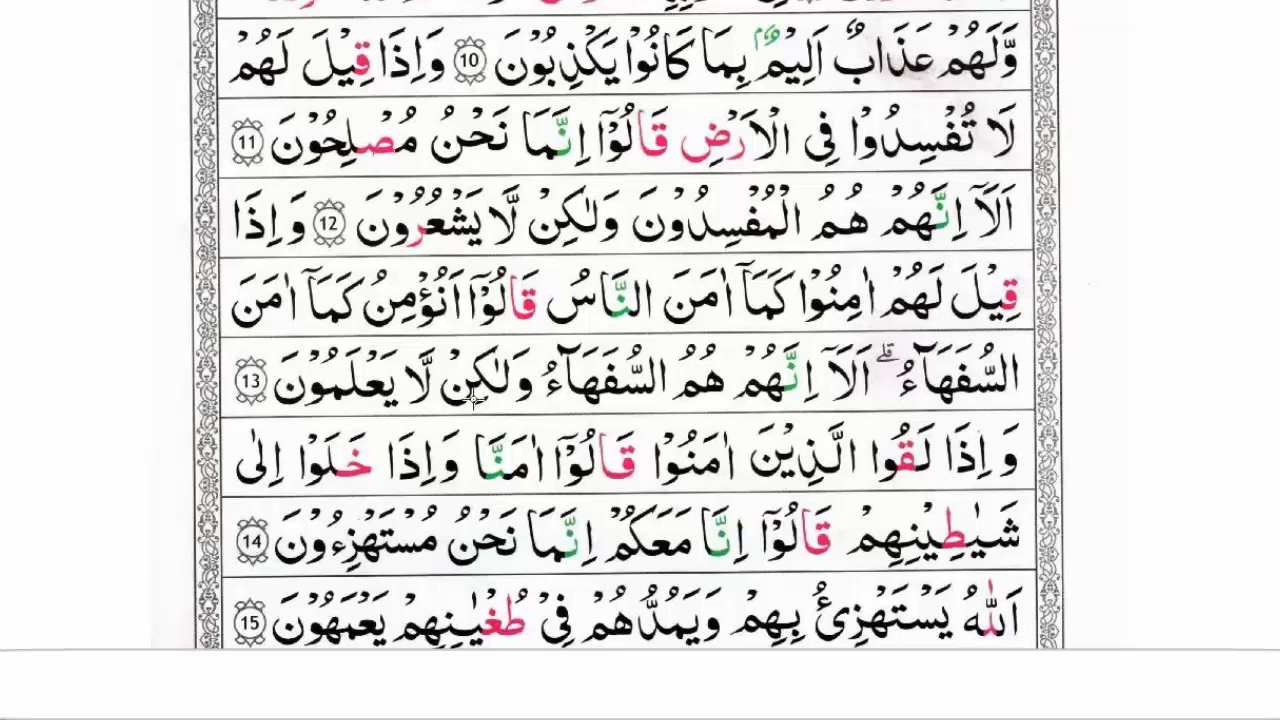 وَّلَهُمْ عَذَابٌ اَلِيْمٌۢ بِمَا كَانُوْا يَكْذِبُوْنَ 10 وَاِذَا قِيْلَ لَهُمْ
لَا تُفْسِدُوْا فِى الْاَرْضِ قَالُوْٓا اِنَّمَا نَحْنُ مُصْلِحُوْنَ 11
اَلَآ اِنَّهُمْ هُمُ الْمُفْسِدُوْنَ وَلٰكِنْ لَّا يَشْعُرُوْنَ 12 وَاِذَا
قِيْلَ لَهُمْ اٰمِنُوْا كَمَآ اٰمَنَ النَّاسُ قَالُوْٓا اَنُؤْمِنُ كَمَآ اٰمَنَ
السُّفَهَآءُ ۗ اَلَآ اِنَّهُمْ هُمُ السُّفَهَآءُ وَلٰكِنْ لَّا يَعْلَمُوْنَ 13
وَاِذَا لَقُوا الَّذِيْنَ اٰمَنُوْا قَالُوْٓا اٰمَنَّا وَاِذَا خَلَوْا اِلٰى
شَيٰطِيْنِهِمْ قَالُوْٓا اِنَّا مَعَكُمْ اِنَّمَا نَحْنُ مُسْتَهْزِءُوْنَ 14
اَللّٰهُ يَسْتَهْزِئُ بِهِمْ وَيَمُدُّهُمْ فِىْ طُغْيٰنِهِمْ يَعْمَهُوْنَ 15